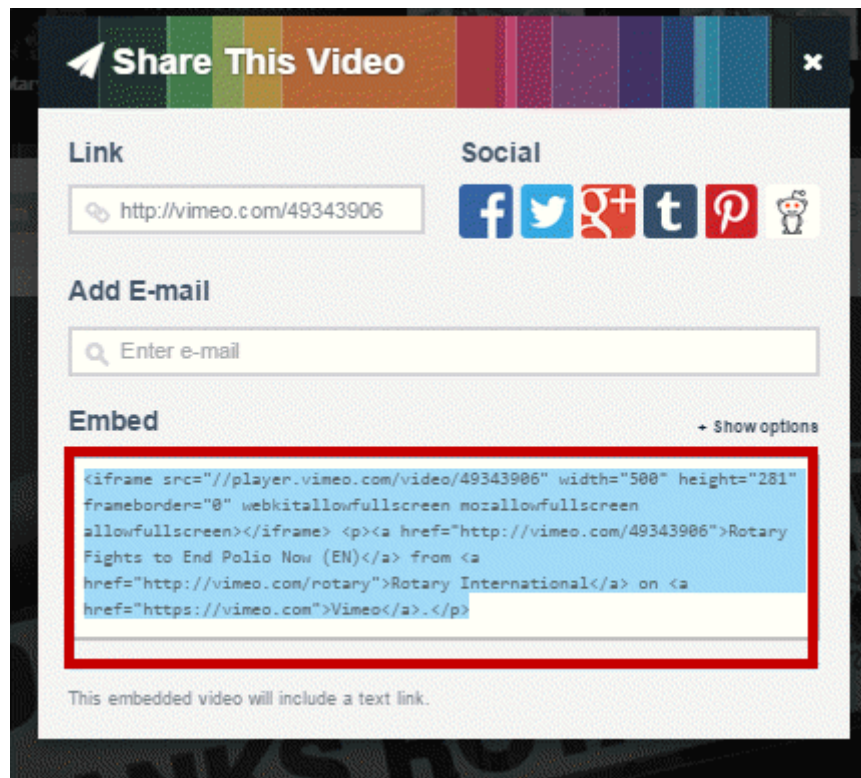 Share This Video
Link
Social
http://vimeo.com/49343906
Add E-mail
Enter e-mail
Embed
+ Show options
<iframe src="//player.vimeo.com/video/49343906" width="500" height="281"
frameborder="0" webkitallowfullscreen mozallowfullscreen
allowfullscreen></iframe> <p><a href="http://vimeo.com/49343906">Rotary
Fights to End Polio Now (EN)</a> from <a
href="http://vimeo.com/rotary">Rotary International</a> on <a
href="https://vimeo.com">Vimeo</a>.</p>
This embedded video will include a text link.